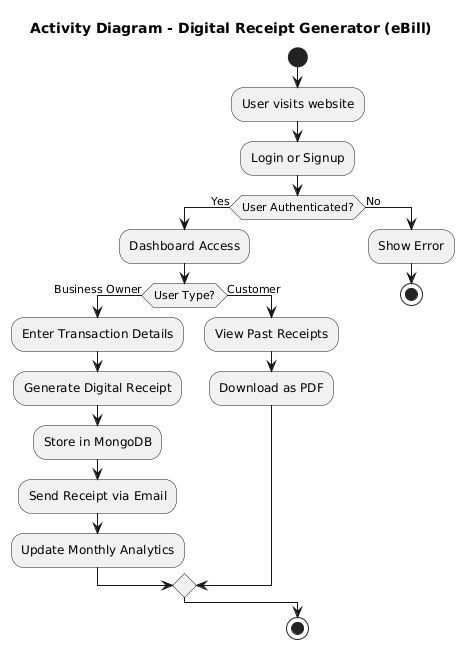 Activity Diagram - Digital Receipt Generator (eBill)
User visits website
Login or Signup
Yes
User Authenticated?
No
Dashboard Access
Show Error
Business Owner
User Type?
Customer
Enter Transaction Details
View Past Receipts
Generate Digital Receipt
Download as PDF
Store in MongoDB
Send Receipt via Email
Update Monthly Analytics